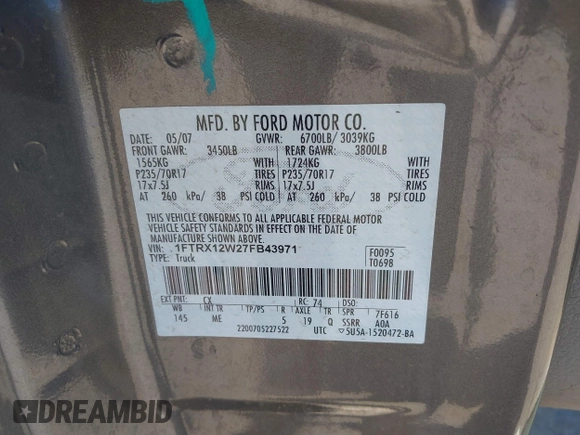 MFD. BY FORD MOTOR CO.
DATE: 05/07 GVWR: 6700LB/ 3039KG
FRONT GAWR: 3450LB REAR GAWR: 3800LB
1565KG WITH 1724KG WITH
P235/70R17 TIRES P235/70R17 TIRES
17x7.5J RIMS 17x7.5J RIMS
AT 260 kPa/ 38 PSI COLD AT 260 kPa/ 38 PSI COLD
THIS VEHICLE CONFORMS TO ALL APPLICABLE FEDERAL MOTOR
VEHICLE SAFETY STANDARDS IN EFFECT ON THE DATE OF
MANUFACTURE SHOWN ABOVE.
VIN: 1FTRX12W27FB43971
TYPE: Truck
F0095
T0698
EXT PNT: CX RC: 74 DSO:
WB INT TR TP/PS R AXLE TR SPR 7F616
145 ME 5 19 Q SSRR AOA
2200705227522 UTC ▽5U5A-1520472-BA
DREAMBID